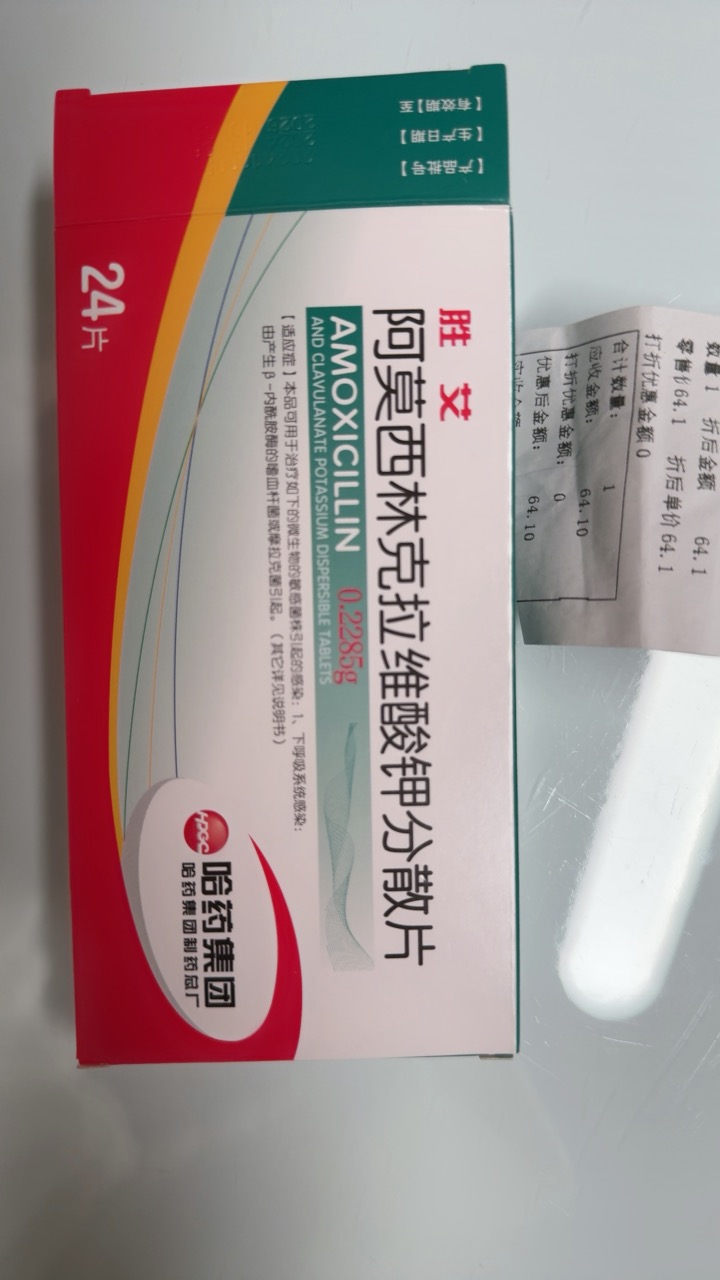 【产品批号】
【生产日期】
【有效期】至
胜艾
阿莫西林克拉维酸钾分散片
AMOXICILLIN 0.2285g
AND CLAVULANATE POTASSIUM DISPERSIBLE TABLETS
【适应症】本品可用于治疗如下的微生物的敏感菌株引起的感染：1、下呼吸系统感染：
由产生β-内酰胺酶的嗜血杆菌或摩拉克菌引起。（其它详见说明书）
24片
HPGC
哈药集团
哈药集团制药总厂
数量 1 折后金额 64.1
零售价64.1 折后单价 64.1
打折优惠金额 0
合计数量： 1
应收金额： 64.10
打折优惠金额： 0
优惠后金额： 64.10